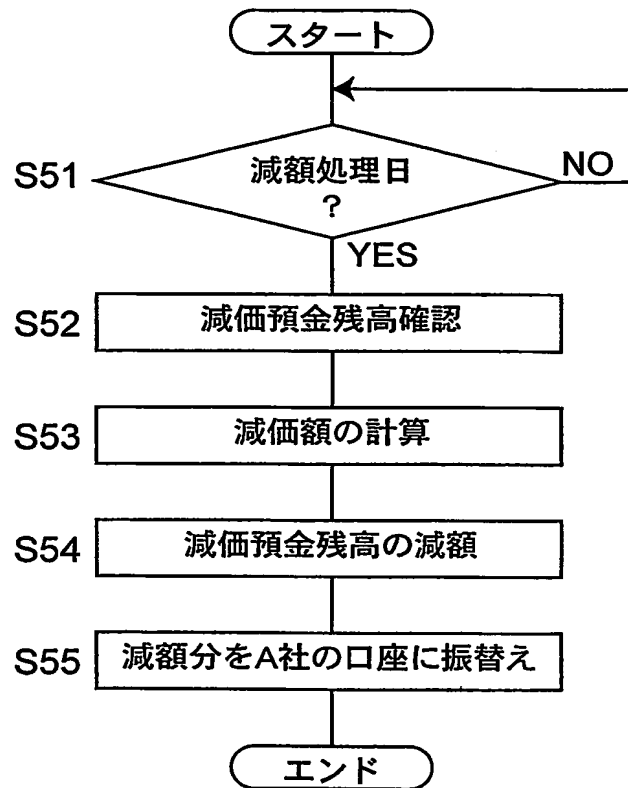 スタート
S51
減額処理日
?
NO
YES
S52
減価預金残高確認
S53
減価額の計算
S54
減価預金残高の減額
S55
減額分をA社の口座に振替え
エンド